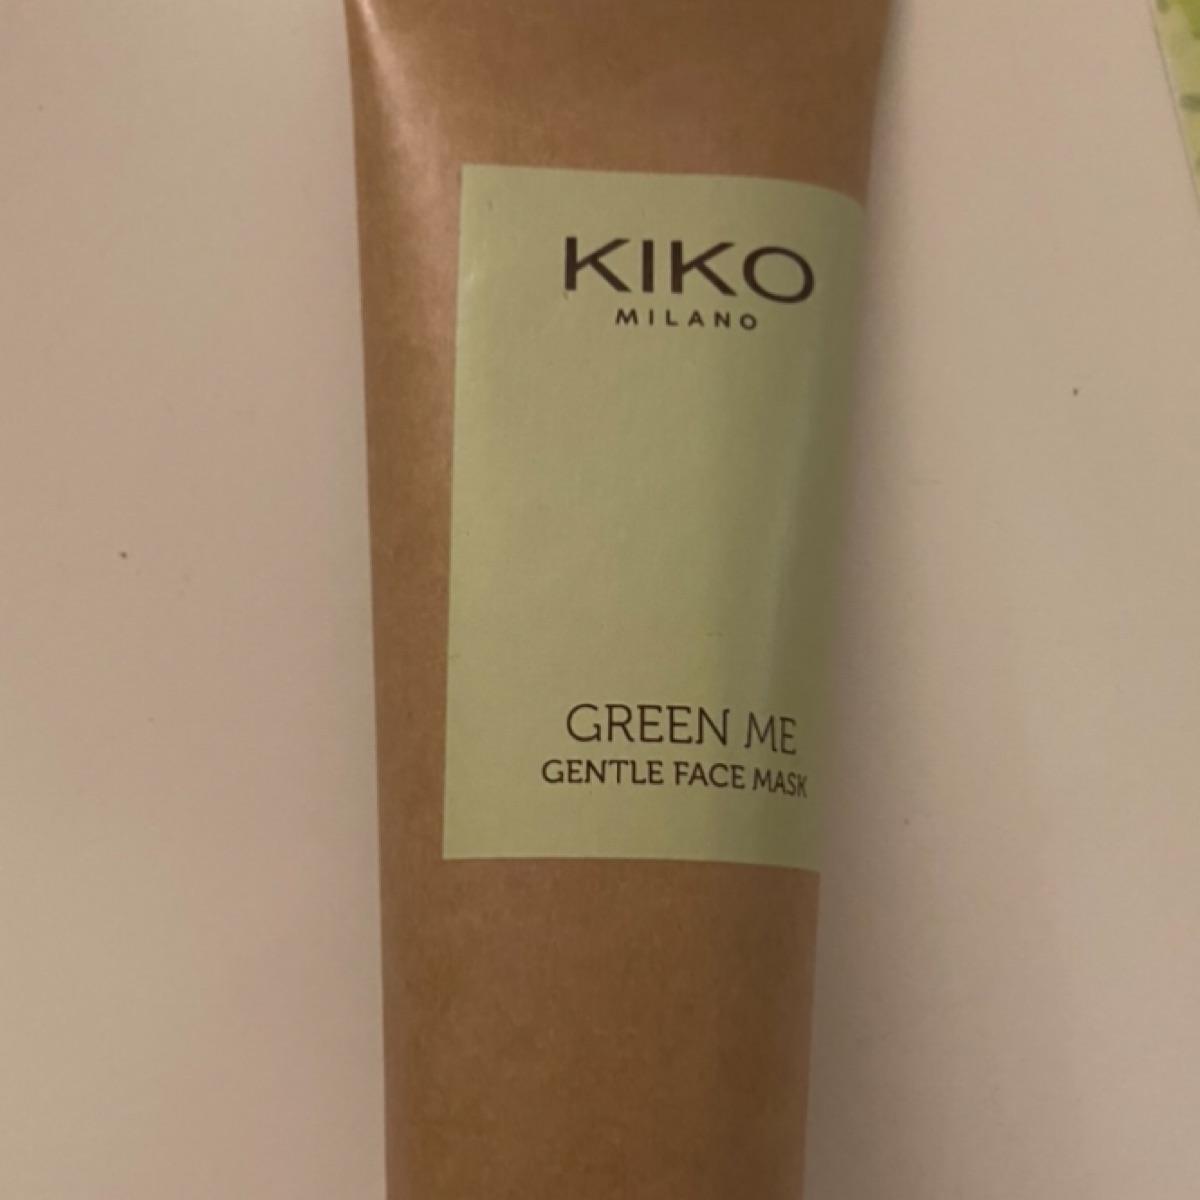 KIKO
MILANO
GREEN ME
GENTLE FACE MASK